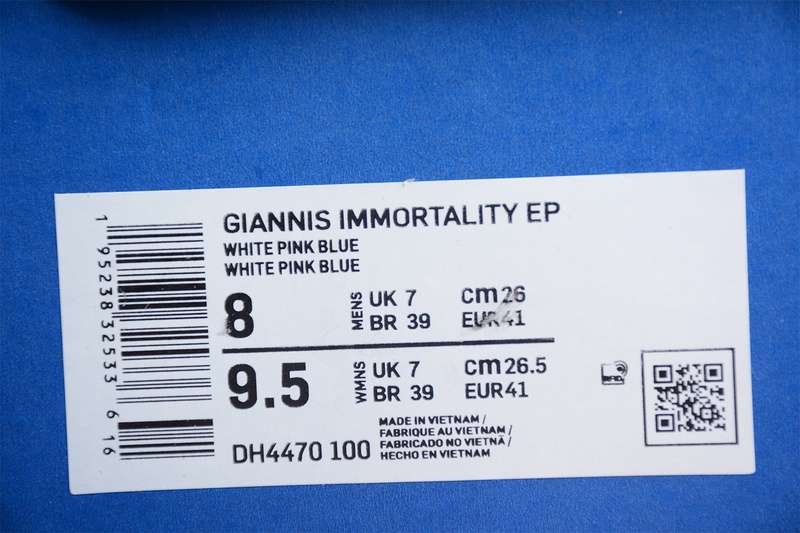 GIANNIS IMMORTALITY EP
WHITE PINK BLUE
WHITE PINK BLUE
8 MENS UK 7 cm 26
BR 39 EUR 41
9.5 WMNS UK 7 cm 26.5
BR 39 EUR 41
DH4470 100
MADE IN VIETNAM /
FABRIQUE AU VIETNAM /
FABRICADO NO VIETNÃ /
HECHO EN VIETNAM
1 95238 32533 6 16